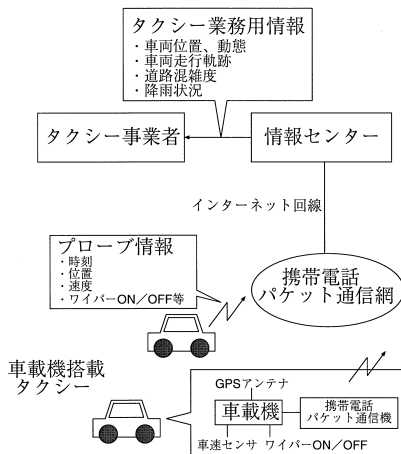 タクシー業務用情報
・車両位置、動態
・車両走行軌跡
・道路混雑度
・降雨状況
タクシー事業者
情報センター
インターネット回線
プローブ情報
・時刻
・位置
・速度
・ワイパーON／OFF等
携帯電話
パケット通信網
車載機搭載
タクシー
GPSアンテナ
車載機
携帯電話
パケット通信機
車速センサ
ワイパーON／OFF